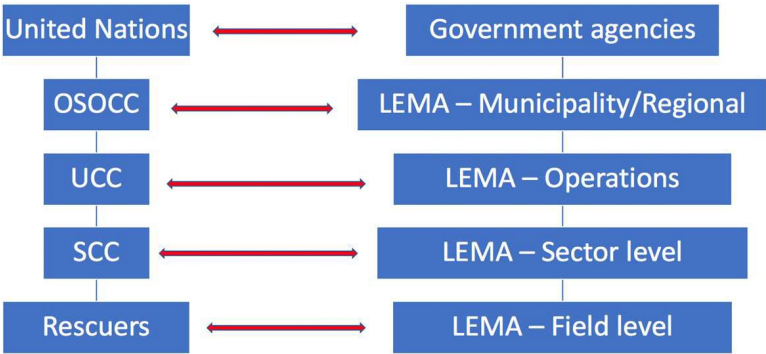 United Nations
Government agencies
OSOCC
LEMA – Municipality/Regional
UCC
LEMA – Operations
SCC
LEMA – Sector level
Rescuers
LEMA – Field level